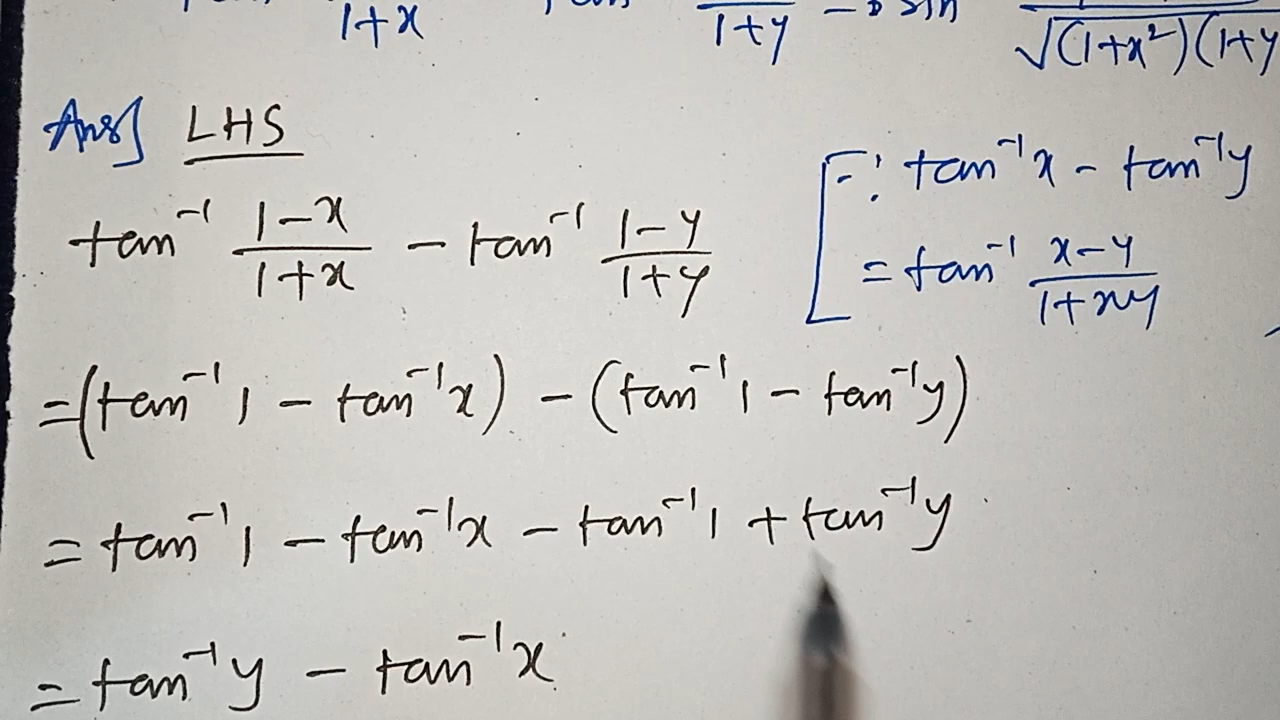 1+x 1+y = sin √(1+x²)(1+y
Ans] LHS
tan⁻¹ (1-x)/(1+x) - tan⁻¹ (1-y)/(1+y)
[∵ tan⁻¹x - tan⁻¹y
= tan⁻¹ (x-y)/(1+xy)
=(tan⁻¹1 - tan⁻¹x) - (tan⁻¹1 - tan⁻¹y)
= tan⁻¹1 - tan⁻¹x - tan⁻¹1 + tan⁻¹y
= tan⁻¹y - tan⁻¹x